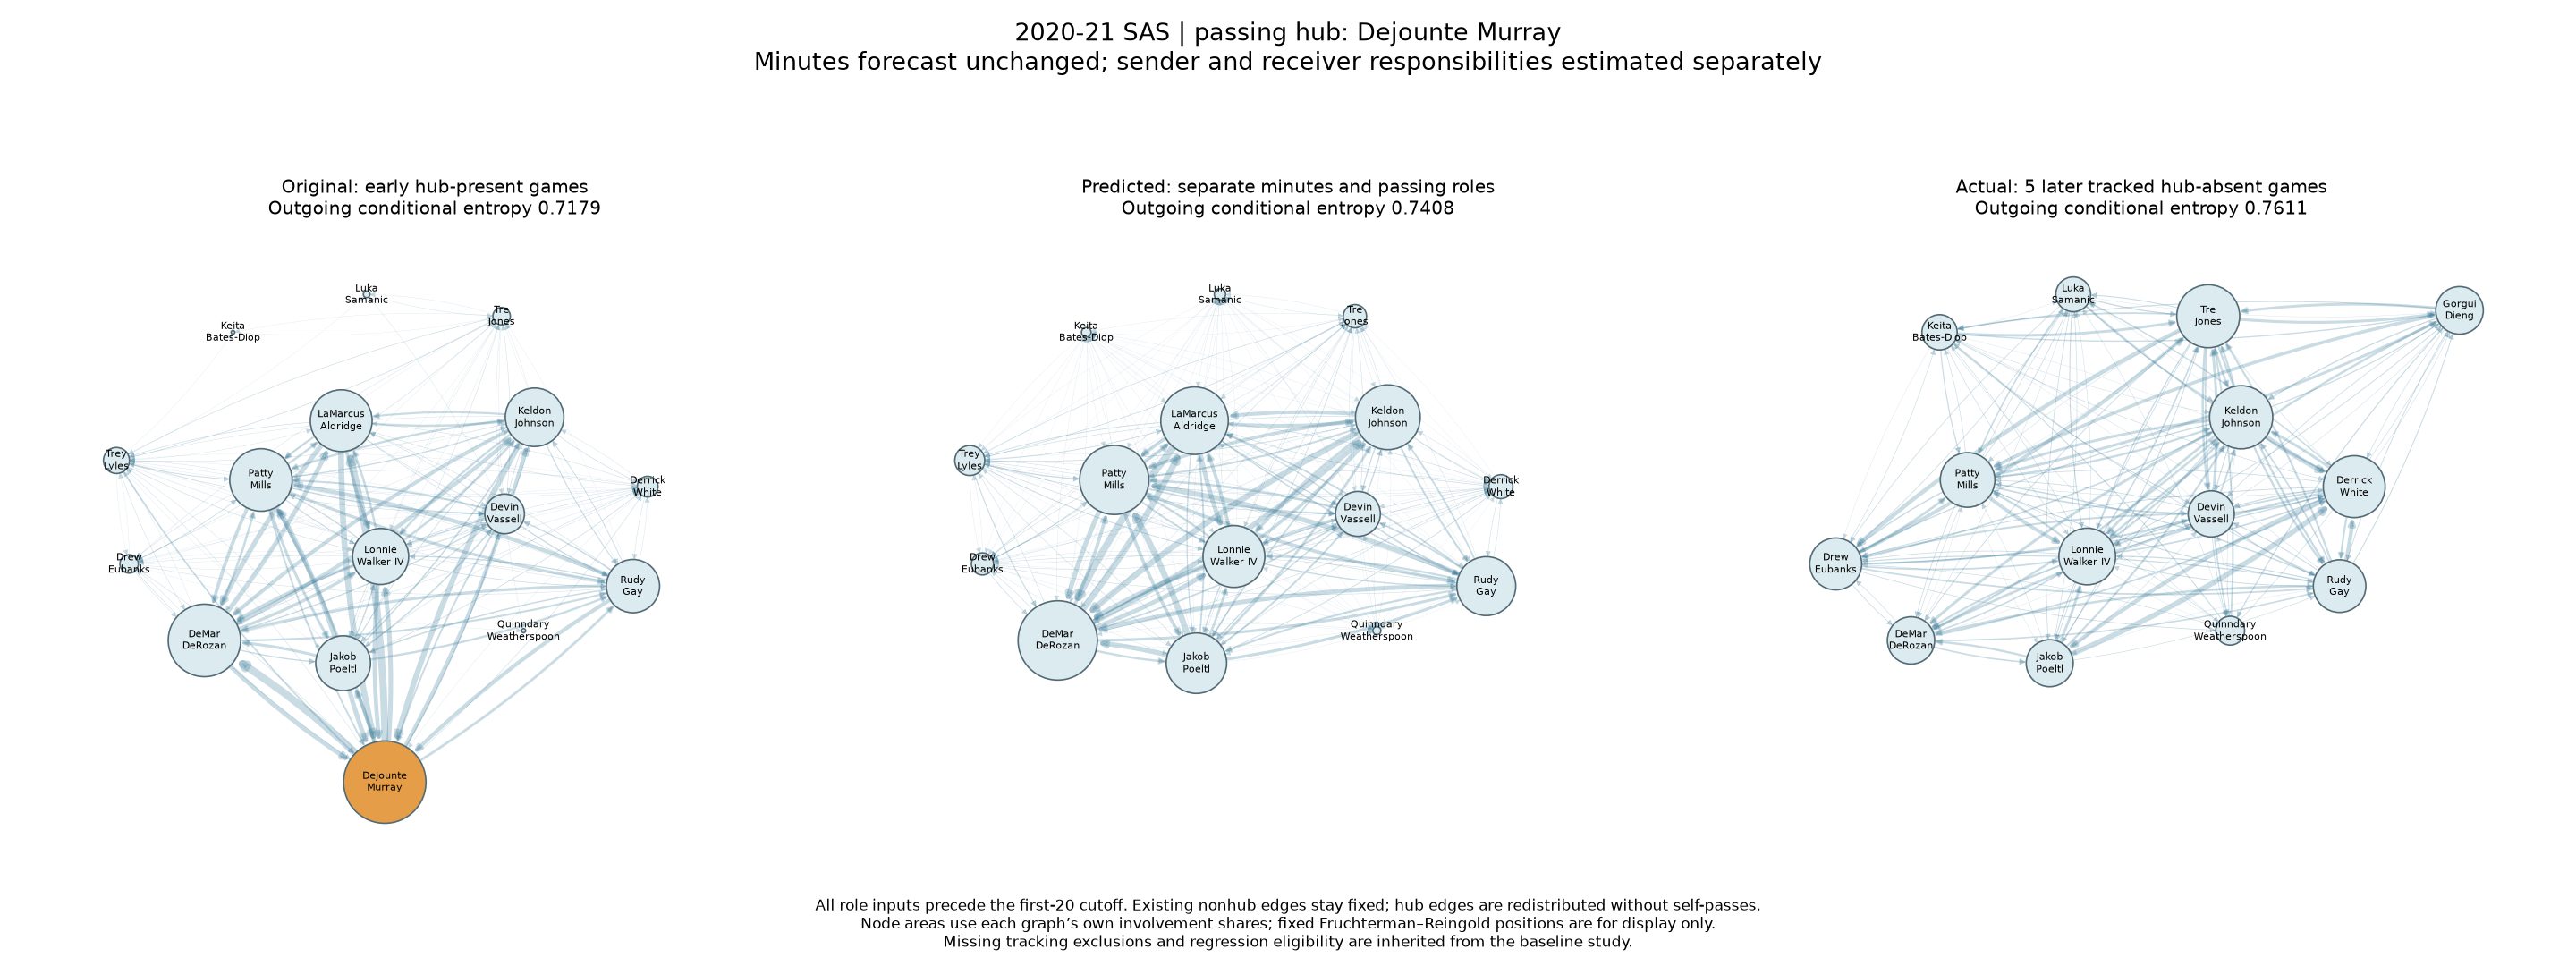 2020-21 SAS | passing hub: Dejounte Murray
Minutes forecast unchanged; sender and receiver responsibilities estimated separately
Original: early hub-present games
Outgoing conditional entropy 0.7179
Luka
Samanic
Keita
Bates-Diop
Tre
Jones
LaMarcus
Aldridge
Keldon
Johnson
Trey
Lyles
Patty
Mills
Derrick
White
Devin
Vassell
Drew
Eubanks
Lonnie
Walker IV
Rudy
Gay
DeMar
DeRozan
Quinndary
Weatherspoon
Jakob
Poeltl
Dejounte
Murray
Predicted: separate minutes and passing roles
Outgoing conditional entropy 0.7408
Luka
Samanic
Keita
Bates-Diop
Tre
Jones
LaMarcus
Aldridge
Keldon
Johnson
Trey
Lyles
Patty
Mills
Derrick
White
Devin
Vassell
Drew
Eubanks
Lonnie
Walker IV
Rudy
Gay
DeMar
DeRozan
Quinndary
Weatherspoon
Jakob
Poeltl
Actual: 5 later tracked hub-absent games
Outgoing conditional entropy 0.7611
Luka
Samanic
Keita
Bates-Diop
Tre
Jones
Gorgui
Dieng
Keldon
Johnson
Patty
Mills
Derrick
White
Devin
Vassell
Drew
Eubanks
Lonnie
Walker IV
Rudy
Gay
DeMar
DeRozan
Quinndary
Weatherspoon
Jakob
Poeltl
All role inputs precede the first-20 cutoff. Existing nonhub edges stay fixed; hub edges are redistributed without self-passes.
Node areas use each graph’s own involvement shares; fixed Fruchterman–Reingold positions are for display only.
Missing tracking exclusions and regression eligibility are inherited from the baseline study.